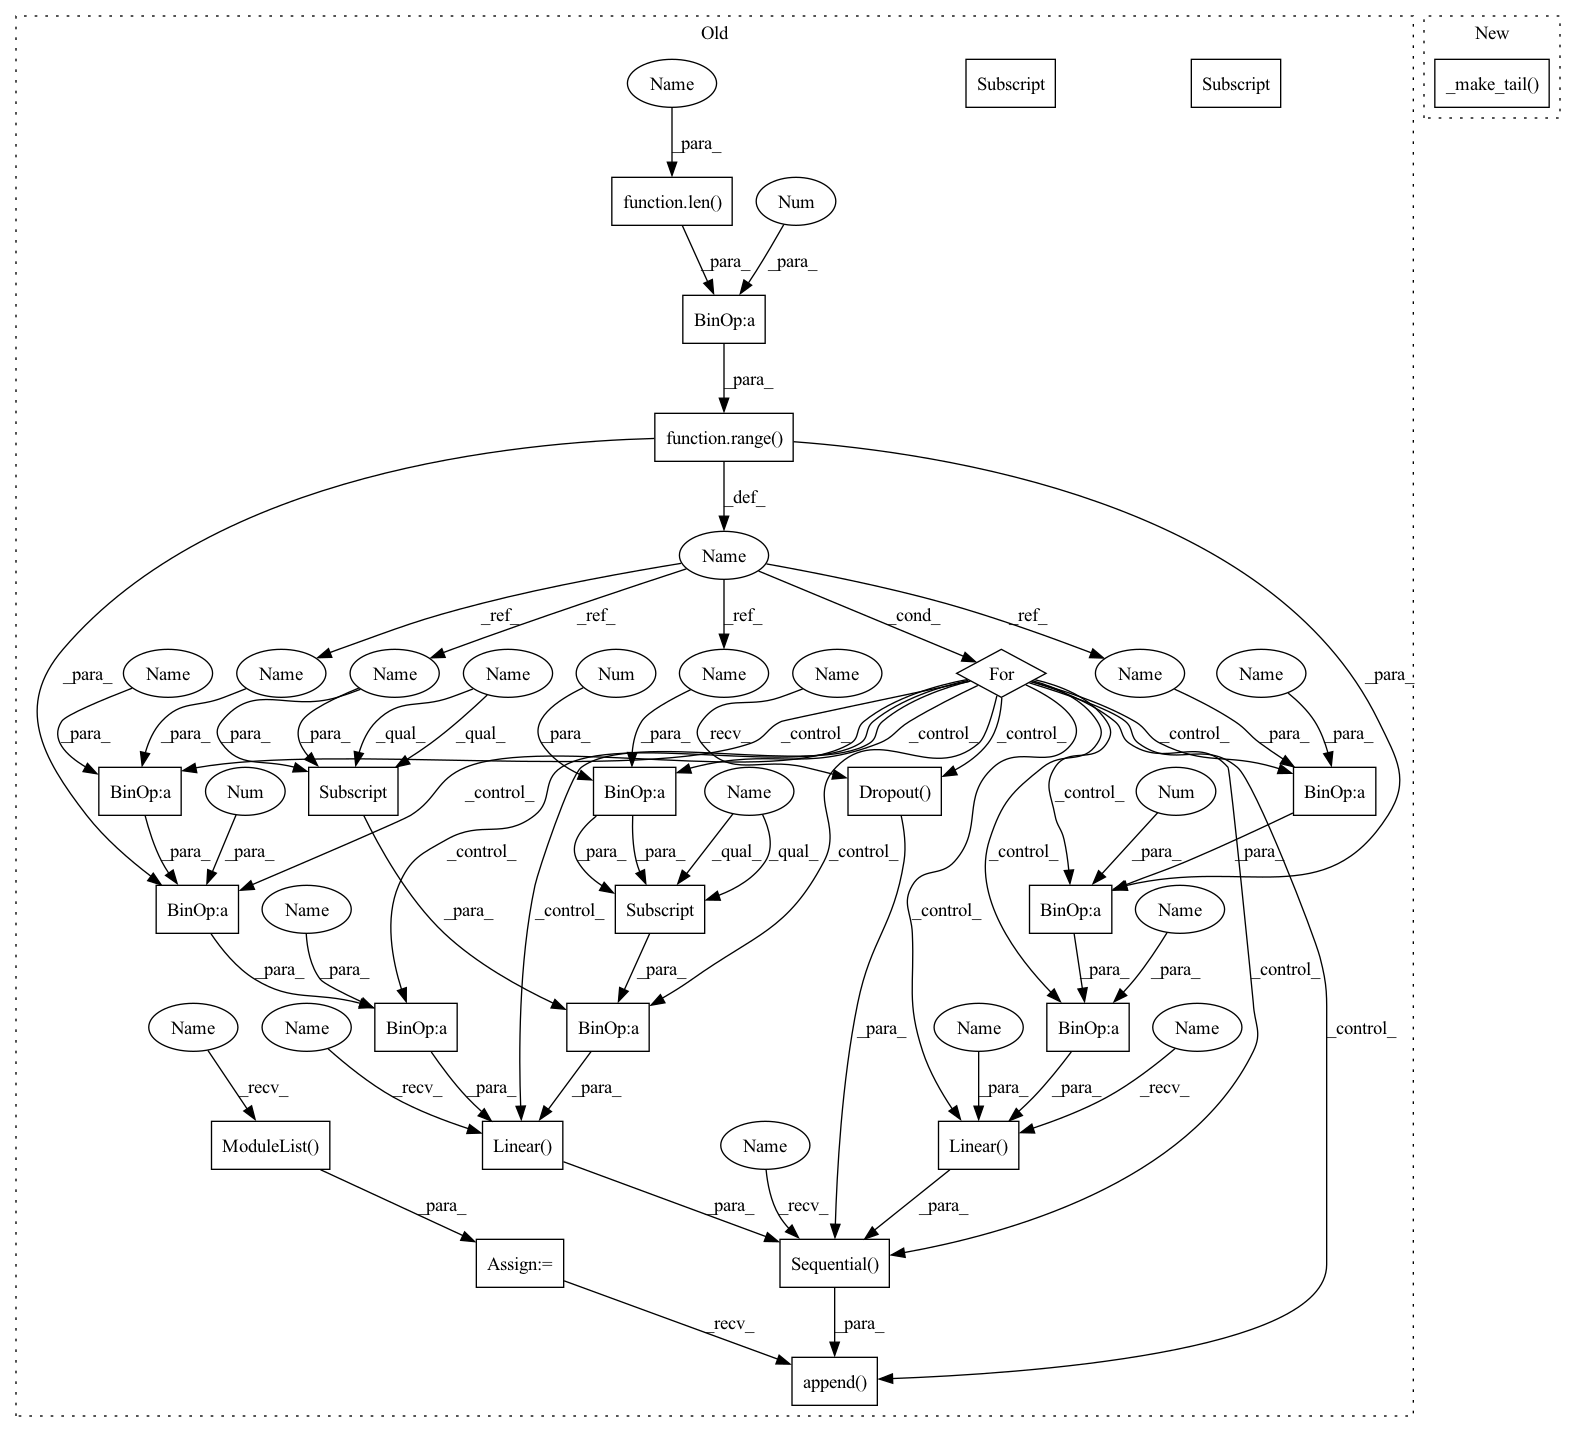 Old
New
Name
Subscript
Subscript
_make_tail()
_para_
function.len()
Num
_para_
_para_
BinOp:a
_para_
function.range()
_def_
Name
_ref_
_ref_
_ref_
_cond_
_ref_
_para_
_para_
Name
Name
Name
Name
Num
Name
Name
For
Name
Name
_para_
_para_
_para_
_para_
_qual_
_qual_
_para_
_para_
_recv_
_control_
_control_
_control_
_control_
_para_
_para_
BinOp:a
Num
Subscript
BinOp:a
Name
Dropout()
Num
BinOp:a
_control_
_control_
_para_
_para_
_control_
_para_
_para_
_qual_
_qual_
_control_
_control_
_para_
_para_
BinOp:a
Name
Subscript
BinOp:a
Name
_para_
_para_
_control_
_para_
_control_
_para_
_para_
_control_
Name
Name
BinOp:a
BinOp:a
Name
BinOp:a
Name
_recv_
_recv_
_para_
_para_
_para_
_para_
_para_
_recv_
_control_
ModuleList()
Linear()
Name
Linear()
_para_
_para_
_recv_
_para_
Assign:=
Sequential()
_recv_
_para_
append()